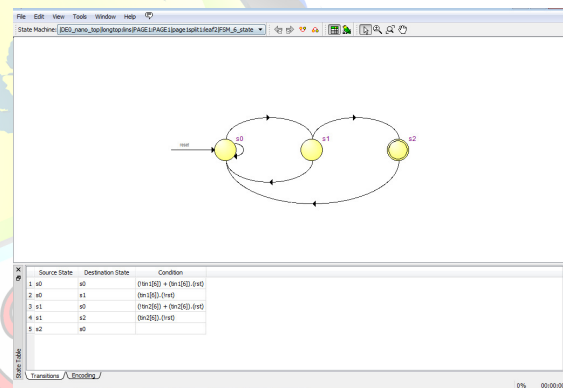 File Edit View Tools Window Help
State Machine: |DE0_nano_top|longtop:lins|PAGE1:PAGE1|page1split1:leaf2|FSM_6_state
reset
s0 s1 s2
Source State Destination State Condition
1 s0 s0 (!tin1[6]) + (tin1[6]).(rst)
2 s0 s1 (tin1[6]).(!rst)
3 s1 s0 (!tin2[6]) + (tin2[6]).(rst)
4 s1 s2 (tin2[6]).(!rst)
5 s2 s0
State Table
Transitions Encoding
0% 00:00:00